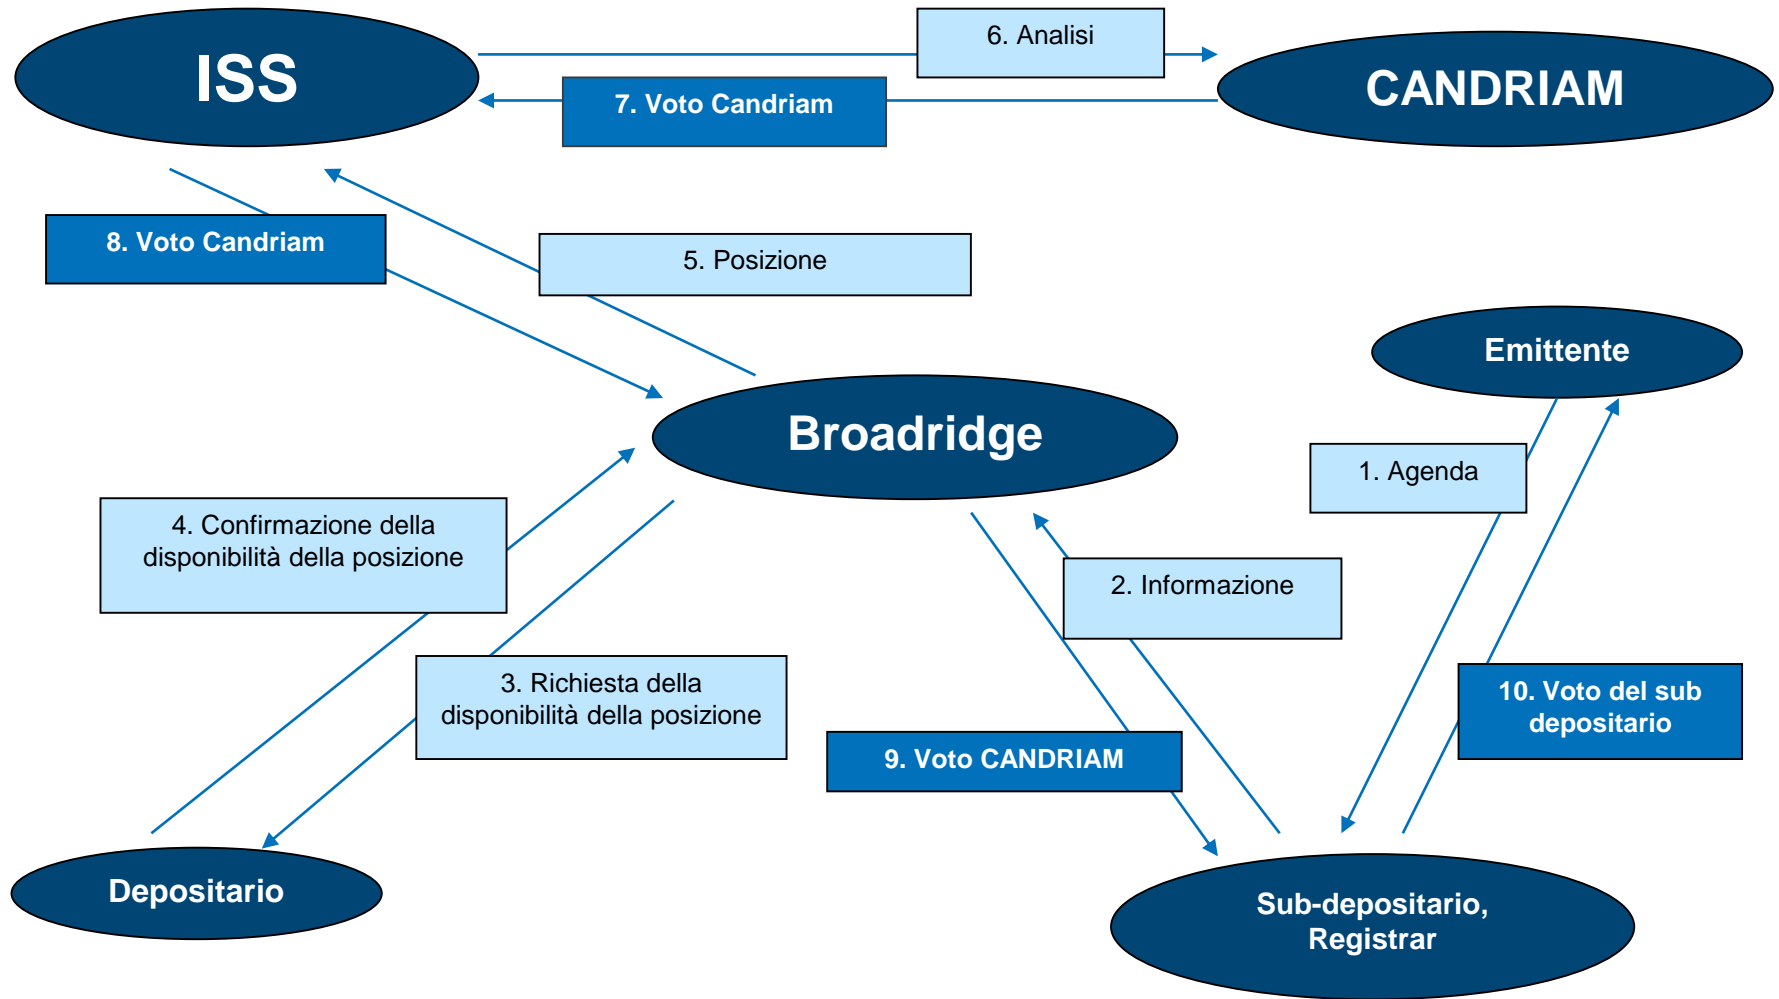 ISS
6. Analisi
CANDRIAM
7. Voto Candriam
8. Voto Candriam
5. Posizione
Emittente
Broadridge
1. Agenda
4. Confirmazione della
disponibilità della posizione
2. Informazione
3. Richiesta della
disponibilità della posizione
10. Voto del sub
depositario
9. Voto CANDRIAM
Depositario
Sub-depositario,
Registrar